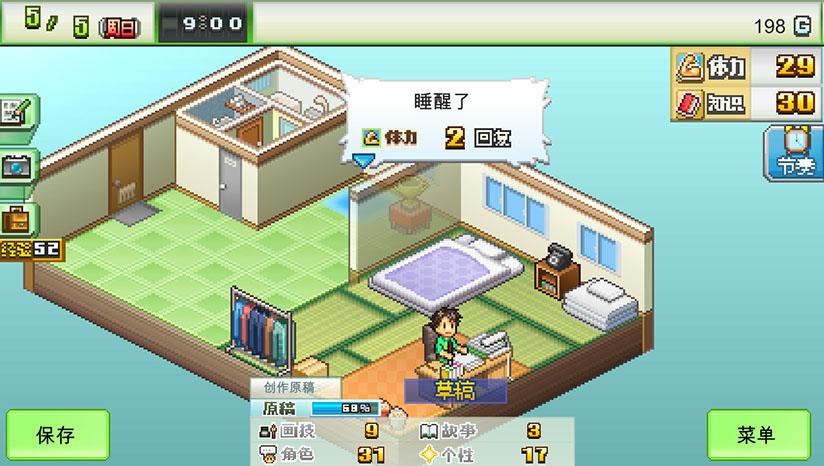 5 / 5 周日 9:00
198 G
体力 29
知识 30
节奏
睡醒了
体力 2 回复
52
草稿
创作原稿
原稿 68%
画技 9 故事 3
角色 31 个性 17
保存
菜单